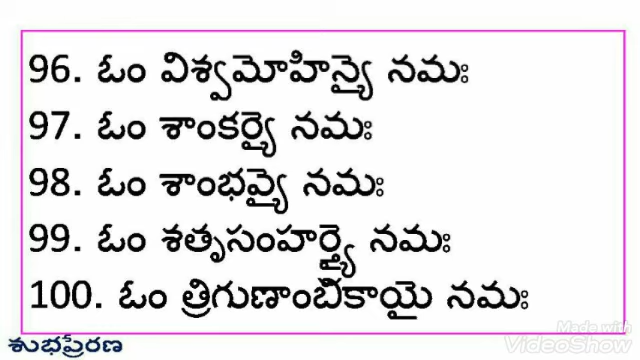 96. ఓం విశ్వమోహిన్యై నమః
97. ఓం శాంకర్యై నమః
98. ఓం శాంభవ్యై నమః
99. ఓం శతృసంహర్త్ర్యై నమః
100. ఓం త్రిగుణాంబికాయై నమః
శుభప్రేరణ
Made with
VideoShow